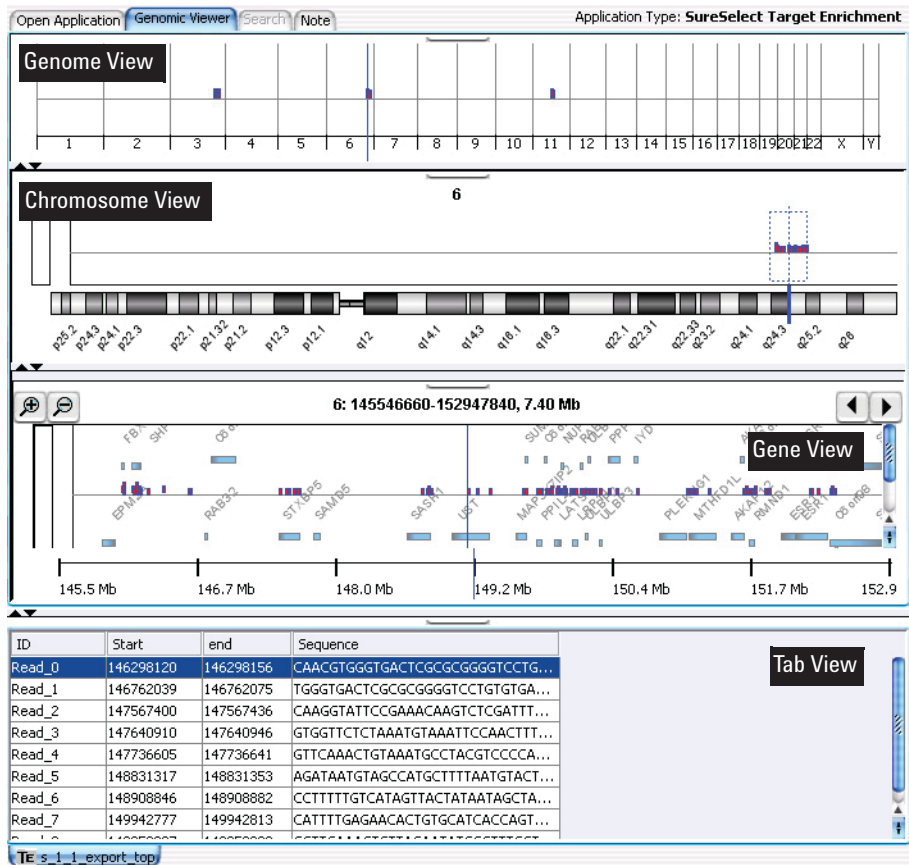 Open Application Genomic Viewer Search Note Application Type: SureSelect Target Enrichment
Genome View
1 2 3 4 5 6 7 8 9 10 11 12 13 14 15 16 17 18 19 20 21 22 X Y
Chromosome View
6
p25.2 p24.3 p24.1 p22.3 p22.1 p21.32 p21.2 p12.3 p12.1 q12 q14.1 q14.3 q16.1 q16.3 q22.1 q22.31 q22.33 q23.2 q24.1 q24.3 q25.2 q26
6: 145546660-152947840, 7.40 Mb
Gene View
IYD
EPM2A RAB32 STXBP5 SAMD5 SASH1 UST ULBP3 PLEKHG1 MTHFD1L AKAP12 RMND1 ESR1 ESR1
145.5 Mb 146.7 Mb 148.0 Mb 149.2 Mb 150.4 Mb 151.7 Mb 152.9
Tab View
ID Start end Sequence
Read_0 146298120 146298156 CAACGTGGGTGACTCGCGCGGGGTCCTG...
Read_1 146762039 146762075 TGGGTGACTCGCGCGGGGTCCTGTGTGA...
Read_2 147567400 147567436 CAAGGTATTCCGAAACAAGTCTCGATTT...
Read_3 147640910 147640946 GTGGTTCTCTAAATGTAAATTCCAACTTT...
Read_4 147736605 147736641 GTTCAAACTGTAAATGCCTACGTCCCCA...
Read_5 148831317 148831353 AGATAATGTAGCCATGCTTTTAATGTACT...
Read_6 148908846 148908882 CCTTTTTGTCATAGTTACTATAATAGCTA...
Read_7 149942777 149942813 CATTTTGAGAACACTGTGCATCACCAGT...
TE s_1_1_export_top